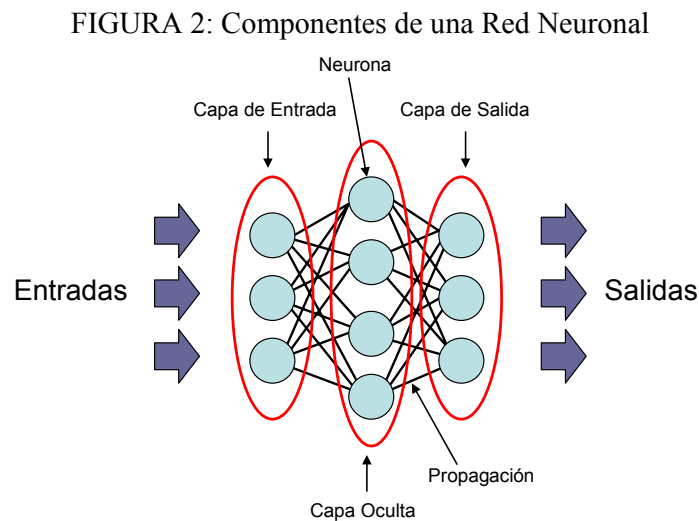 FIGURA 2: Componentes de una Red Neuronal
Neurona
Capa de Entrada
Capa de Salida
Entradas
Salidas
Propagación
Capa Oculta